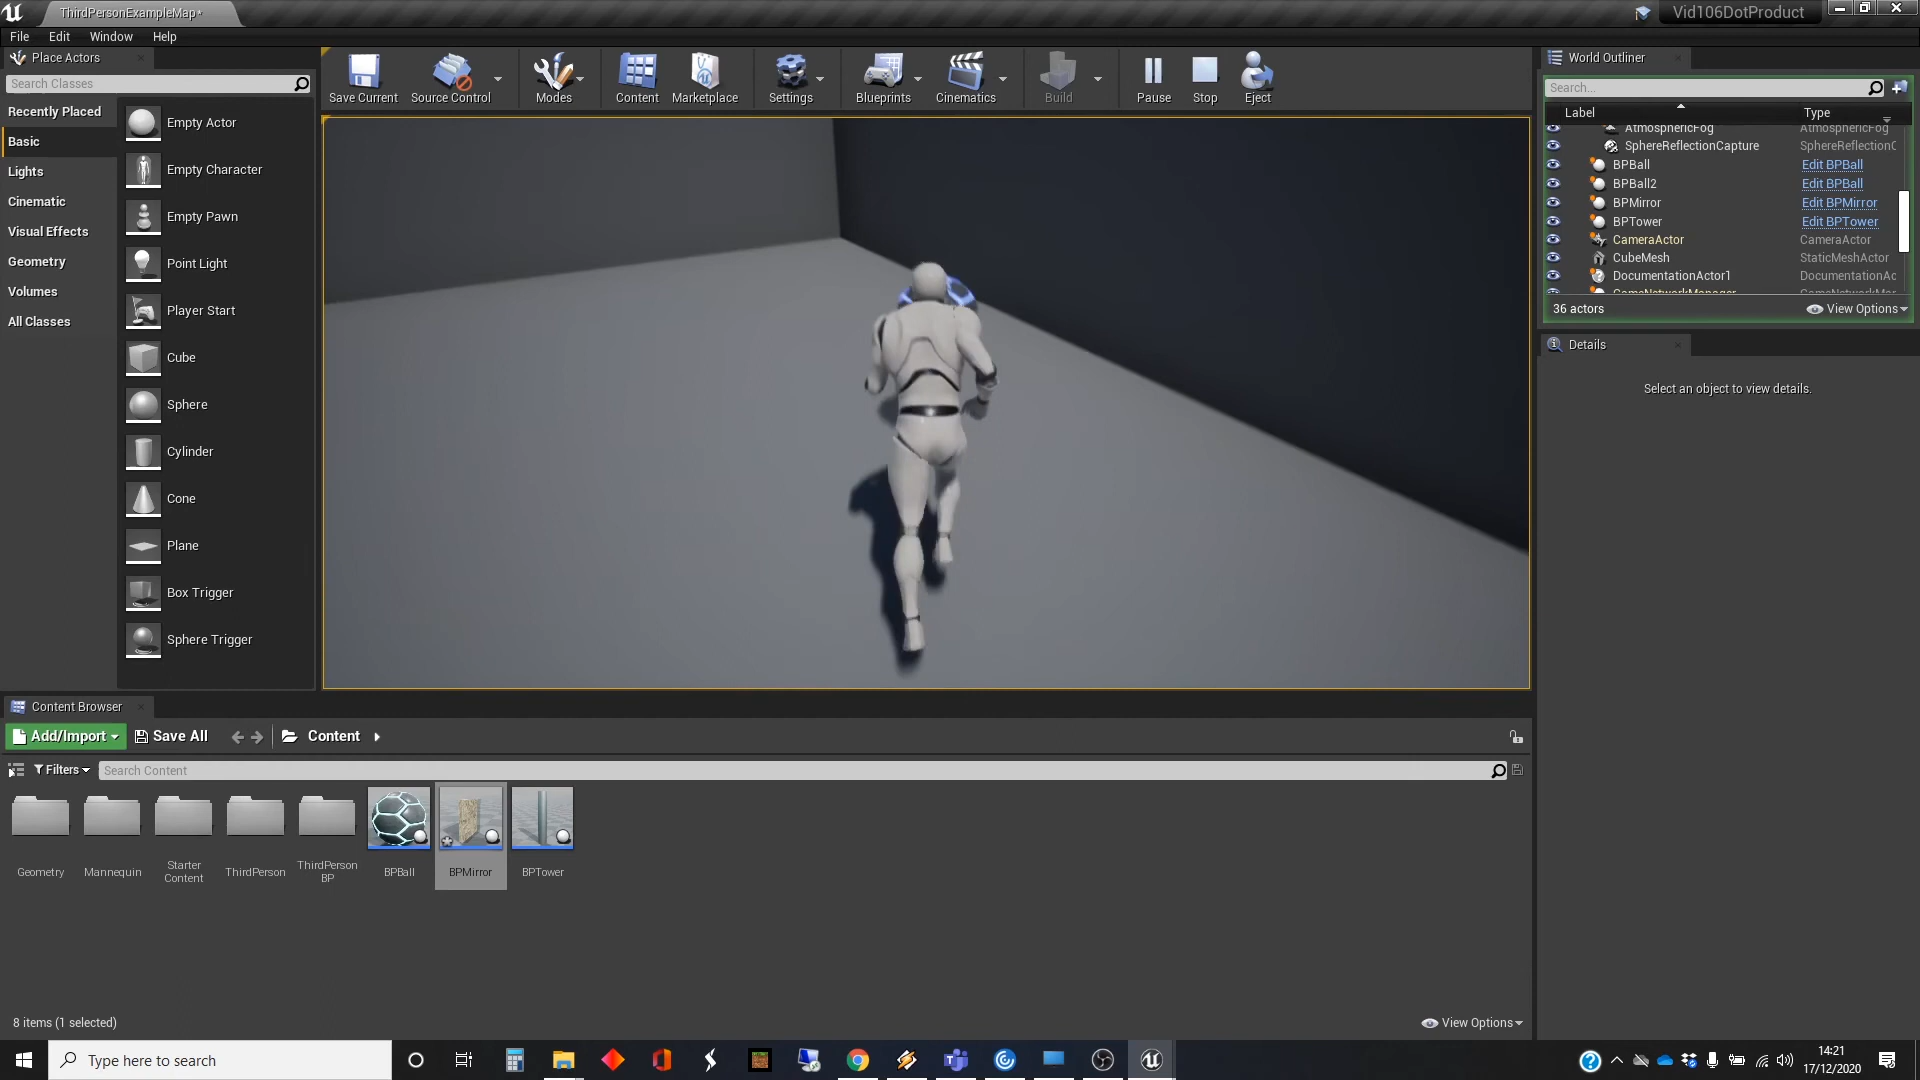 ThirdPersonExampleMap*
Vid106DotProduct
File Edit Window Help
Place Actors
Search Classes
Recently Placed
Basic
Lights
Cinematic
Visual Effects
Geometry
Volumes
All Classes
Empty Actor
Empty Character
Empty Pawn
Point Light
Player Start
Cube
Sphere
Cylinder
Cone
Plane
Box Trigger
Sphere Trigger
Save Current Source Control Modes Content Marketplace Settings Blueprints Cinematics Build Pause Stop Eject
World Outliner
Search...
Label Type
AtmosphericFog AtmosphericFog
SphereReflectionCapture SphereReflectionC
BPBall Edit BPBall
BPBall2 Edit BPBall
BPMirror Edit BPMirror
BPTower Edit BPTower
CameraActor CameraActor
CubeMesh StaticMeshActor
DocumentationActor1 DocumentationAc
GameNetworkManager GameNetworkMar
36 actors View Options
Details
Select an object to view details.
Content Browser
Add/Import Save All Content
Filters Search Content
Geometry
Mannequin
Starter
Content
ThirdPerson
ThirdPerson
BP
BPBall
BPMirror
BPTower
8 items (1 selected) View Options
Type here to search
14:21
17/12/2020